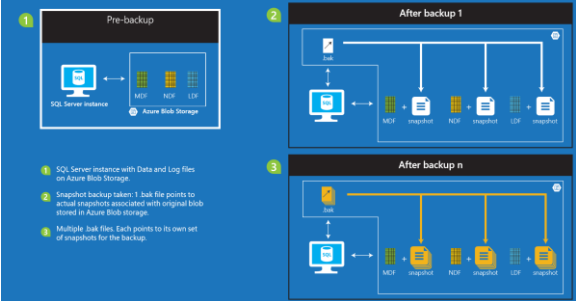 1
Pre-backup
SQL
SQL Server instance
MDF
NDF
LDF
Azure Blob Storage
1 SQL Server instance with Data and Log files
on Azure Blob Storage.
2 Snapshot backup taken: 1 .bak file points to
actual snapshots associated with original blob
stored in Azure Blob storage.
3 Multiple .bak files. Each points to its own set
of snapshots for the backup.
2
After backup 1
.bak
SQL
MDF + snapshot
NDF + snapshot
LDF + snapshot
3
After backup n
.bak
SQL
MDF + snapshot
NDF + snapshot
LDF + snapshot